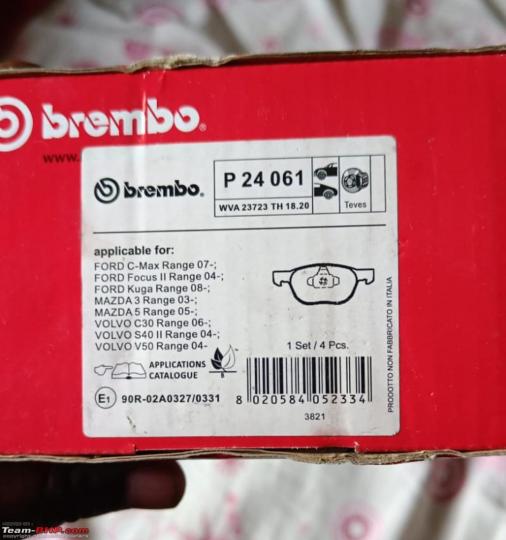 brembo®
www.
brembo®
P 24 061
WVA 23723 TH 18.20
Teves
applicable for:
FORD C-Max Range 07-;
FORD Focus II Range 04-;
FORD Kuga Range 08-;
MAZDA 3 Range 03-;
MAZDA 5 Range 05-;
VOLVO C30 Range 06-;
VOLVO S40 II Range 04-;
VOLVO V50 Range 04-
1 Set / 4 Pcs.
APPLICATIONS
CATALOGUE
E1 90R-02A0327/0331
8 020584 052334
3821
PRODOTTO NON FABBRICATO IN ITALIA
Team-BHP.com